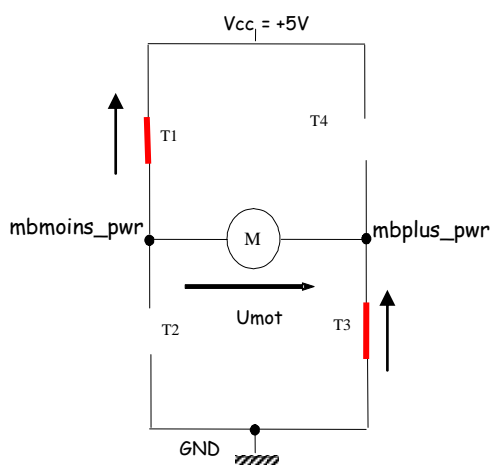 Vcc = +5V
T1
T4
mbmoins_pwr
M
mbplus_pwr
Umot
T2
T3
GND